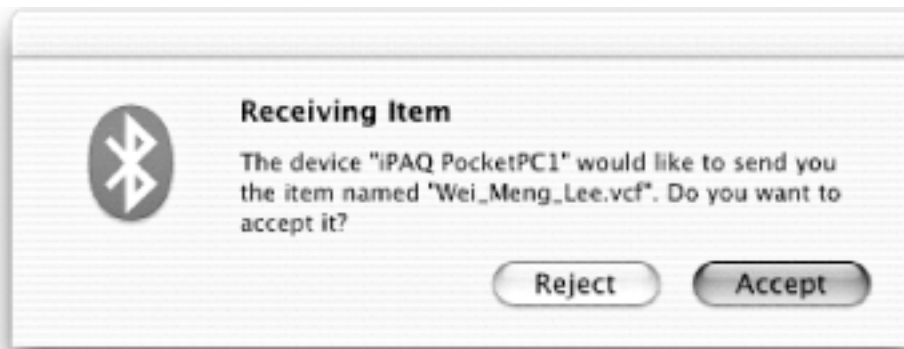 Receiving Item
The device "iPAQ PocketPC1" would like to send you
the item named "Wei_Meng_Lee.vcf". Do you want to
accept it?
Reject Accept